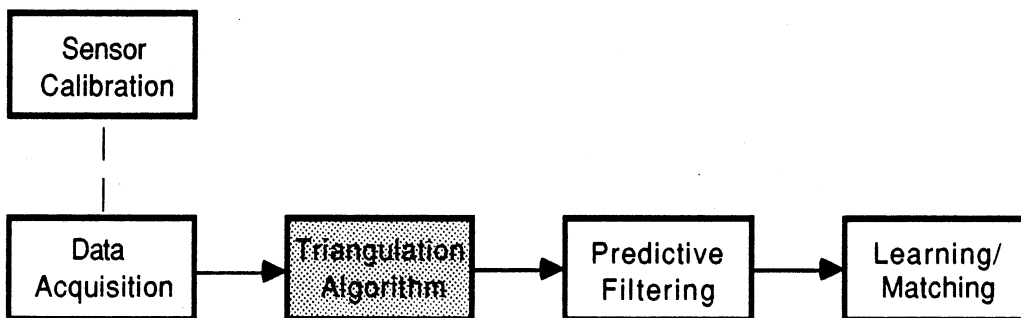 Sensor
Calibration
Data
Acquisition
Triangulation
Algorithm
Predictive
Filtering
Learning/
Matching